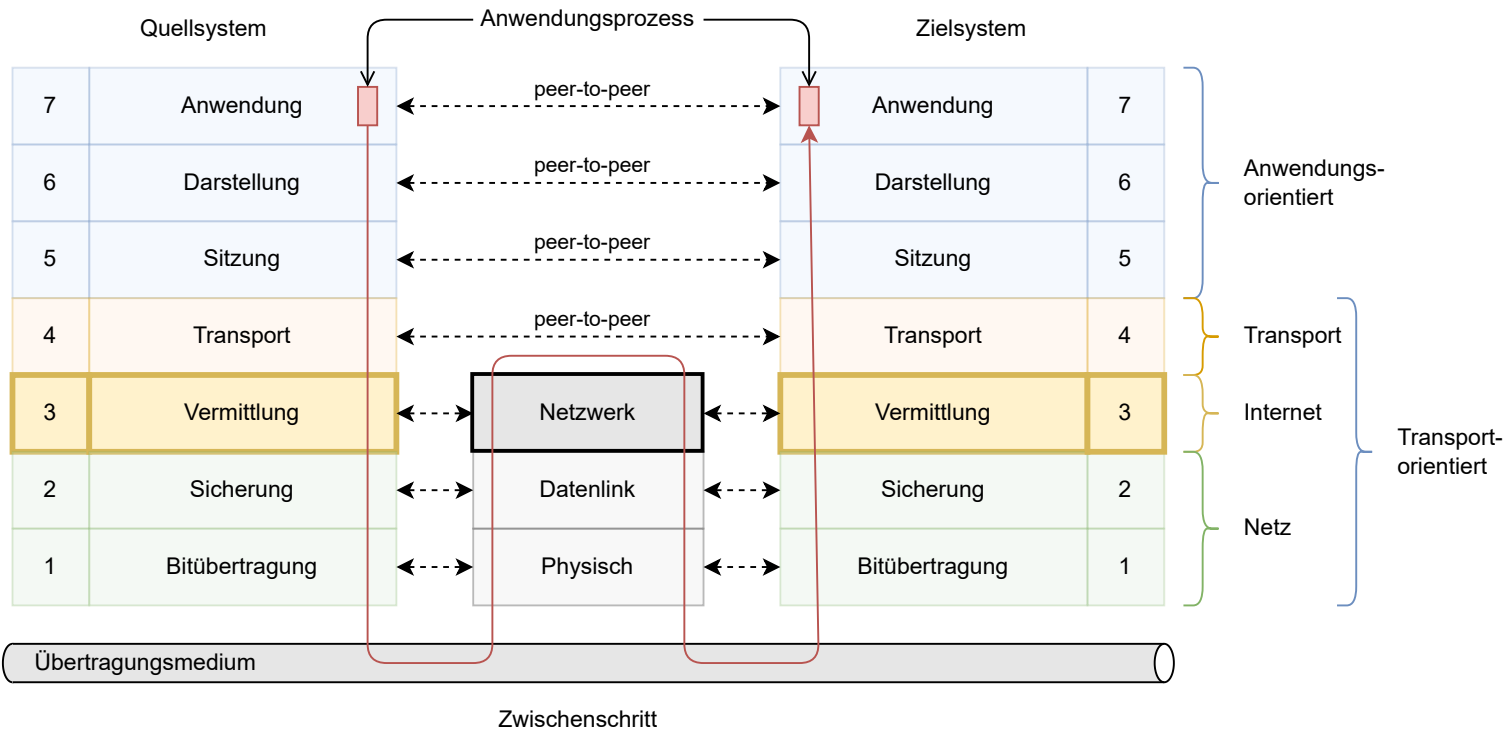 Anwendungsprozess
Quellsystem
Zielsystem
7 Anwendung peer-to-peer Anwendung 7
6 Darstellung peer-to-peer Darstellung 6
Anwendungs-
orientiert
5 Sitzung peer-to-peer Sitzung 5
4 Transport peer-to-peer Transport 4 Transport
3 Vermittlung Netzwerk Vermittlung 3 Internet
Transport-
orientiert
2 Sicherung Datenlink Sicherung 2
Netz
1 Bitübertragung Physisch Bitübertragung 1
Übertragungsmedium
Zwischenschritt